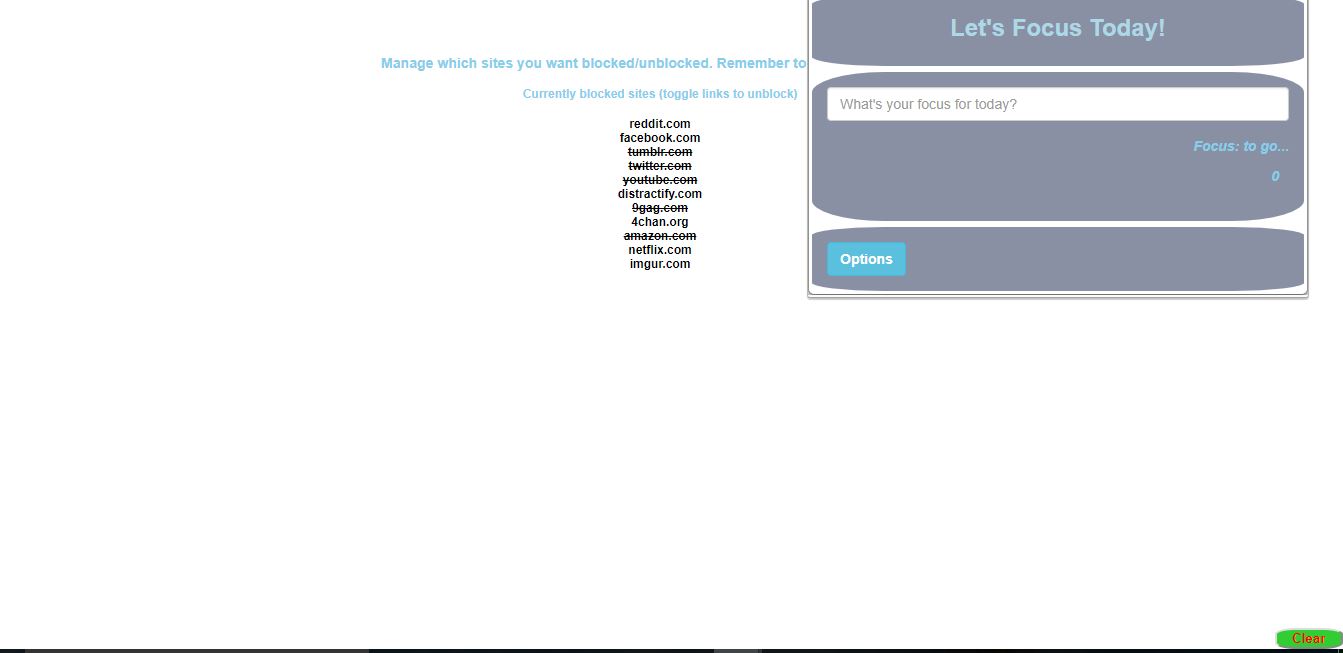 Let's Focus Today!
Manage which sites you want blocked/unblocked. Remember to
Currently blocked sites (toggle links to unblock)
reddit.com
facebook.com
tumblr.com
twitter.com
youtube.com
distractify.com
9gag.com
4chan.org
amazon.com
netflix.com
imgur.com
What's your focus for today?
Focus: to go...
0
Options
Clear